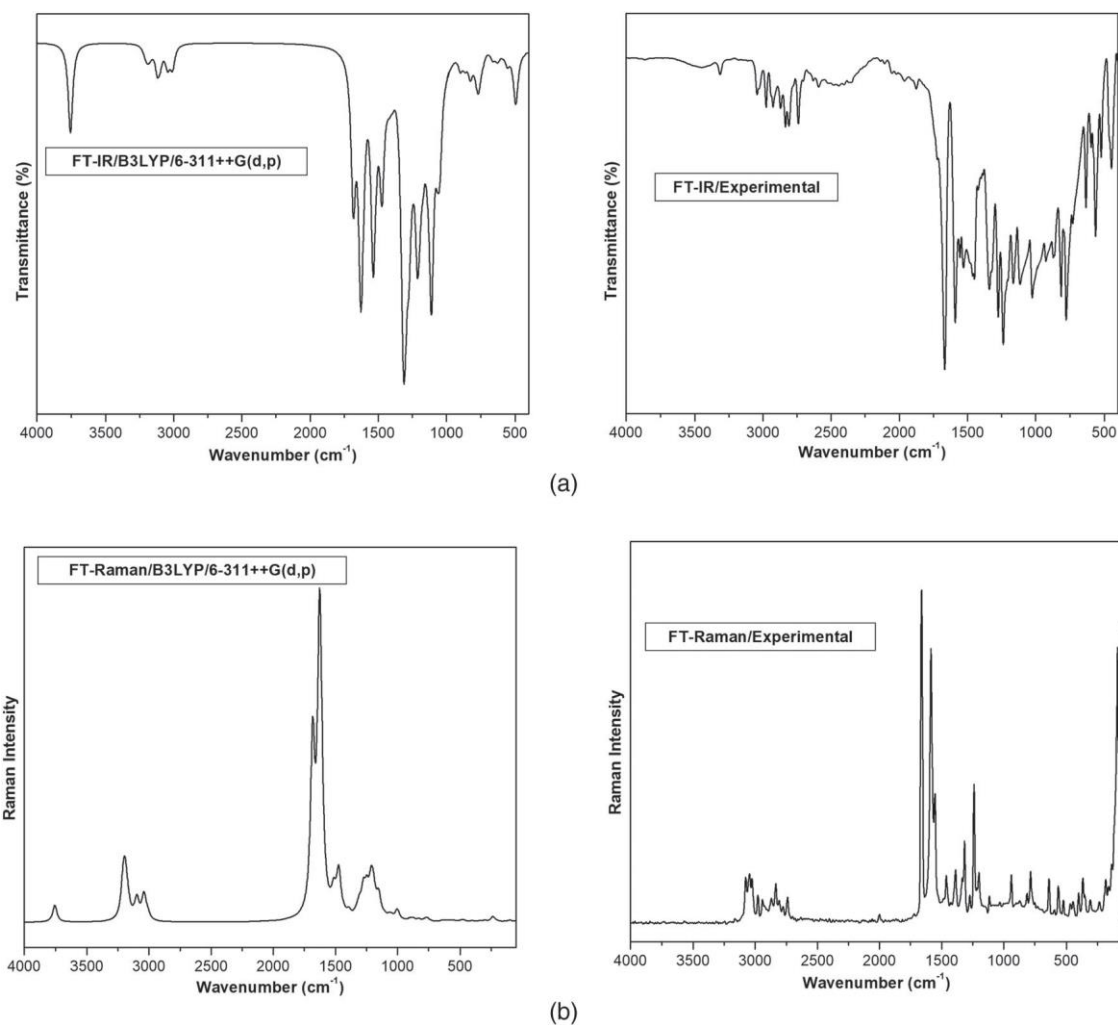 FT-IR/B3LYP/6-311++G(d,p)
Transmittance (%)
4000 3500 3000 2500 2000 1500 1000 500
Wavenumber (cm⁻¹)
FT-IR/Experimental
Transmittance (%)
4000 3500 3000 2500 2000 1500 1000 500
Wavenumber (cm⁻¹)
(a)
FT-Raman/B3LYP/6-311++G(d,p)
Raman Intensity
4000 3500 3000 2500 2000 1500 1000 500
Wavenumber (cm⁻¹)
FT-Raman/Experimental
Raman Intensity
4000 3500 3000 2500 2000 1500 1000 500
Wavenumber (cm⁻¹)
(b)